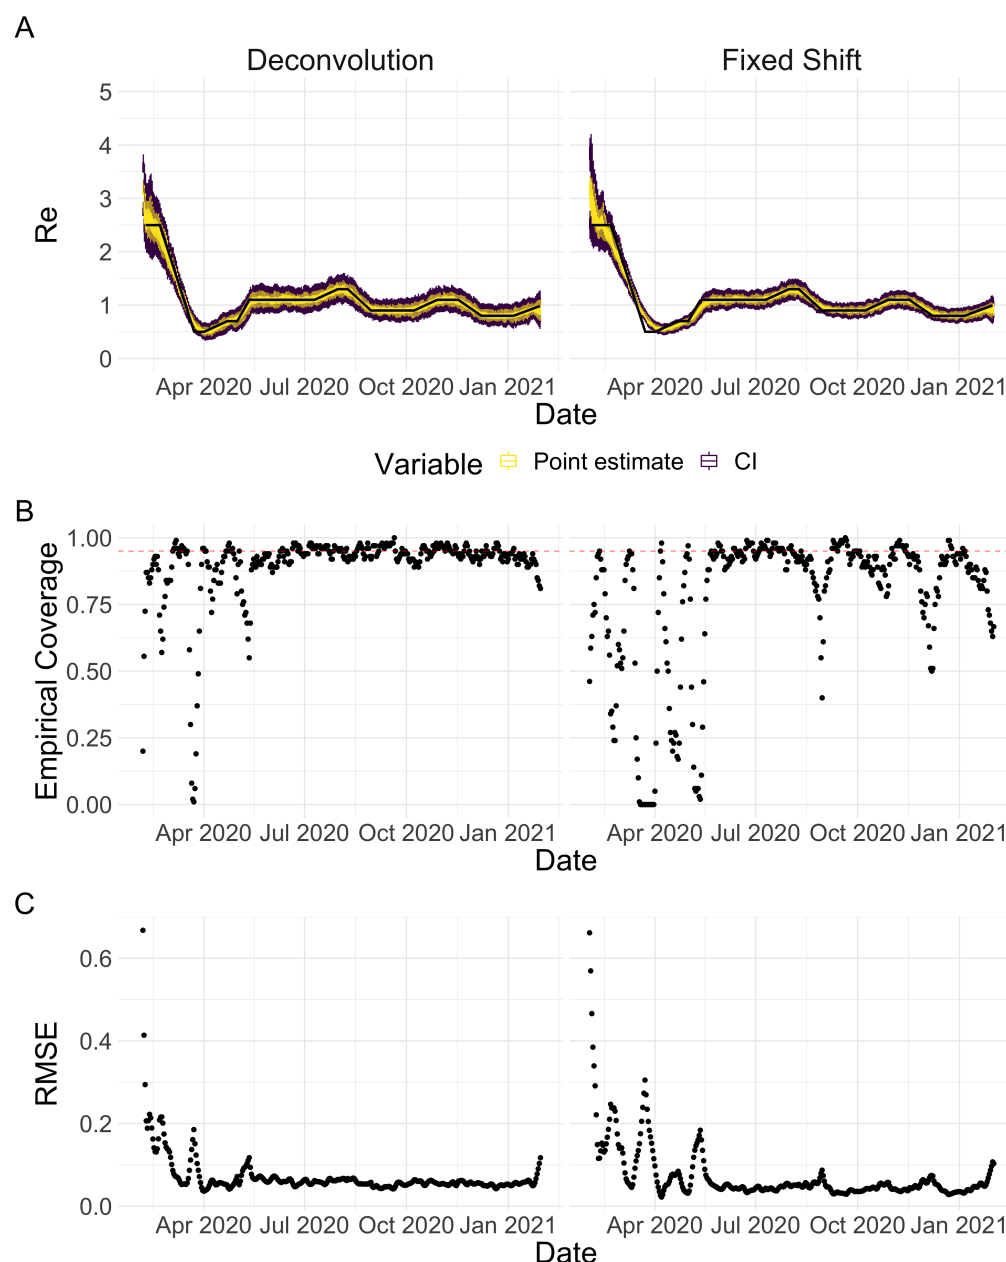 A
Deconvolution Fixed Shift
Re
5
4
3
2
1
0
Apr 2020 Jul 2020 Oct 2020 Jan 2021 Apr 2020 Jul 2020 Oct 2020 Jan 2021
Date
Variable Point estimate CI
B
Empirical Coverage
1.00
0.75
0.50
0.25
0.00
Apr 2020 Jul 2020 Oct 2020 Jan 2021 Apr 2020 Jul 2020 Oct 2020 Jan 2021
Date
C
RMSE
0.6
0.4
0.2
0.0
Apr 2020 Jul 2020 Oct 2020 Jan 2021 Apr 2020 Jul 2020 Oct 2020 Jan 2021
Date